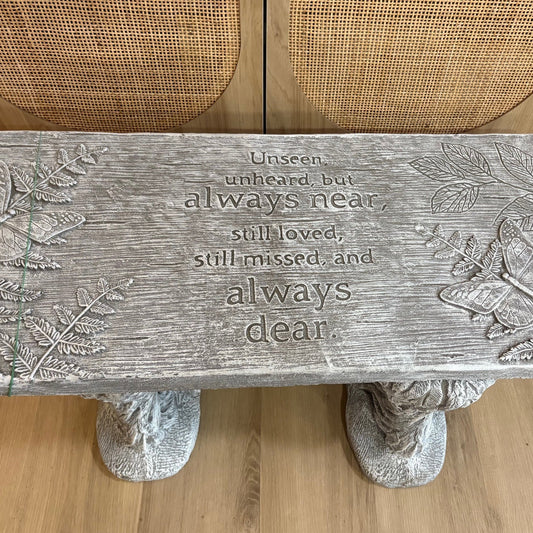 Unseen,
unheard, but
always near,
still loved,
still missed, and
always
dear.